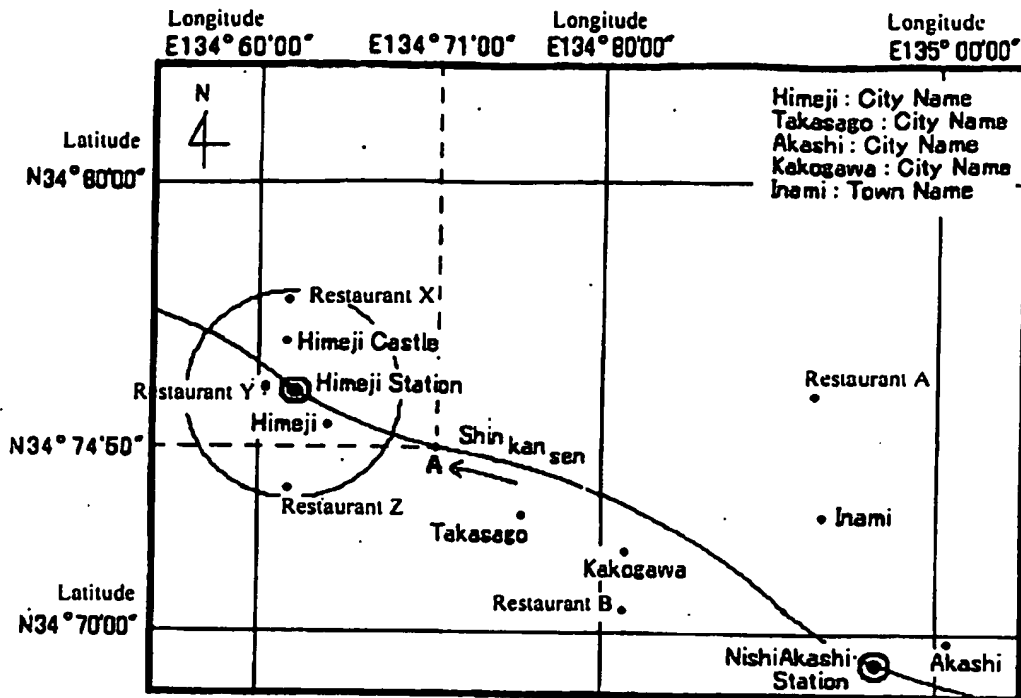 Longitude
E134°60'00"
E134°71'00"
Longitude
E134°80'00"
Longitude
E135°00'00"
N
Himeji : City Name
Takasago : City Name
Akashi : City Name
Kakogawa : City Name
Inami : Town Name
Latitude
N34°80'00"
Restaurant X
Himeji Castle
Restaurant Y
Himeji Station
Restaurant A
Himeji
N34°74'50"
Shin kan sen
A
Restaurant Z
Takasago
Inami
Kakogawa
Latitude
Restaurant B
N34°70'00"
NishiAkashi
Station
Akashi